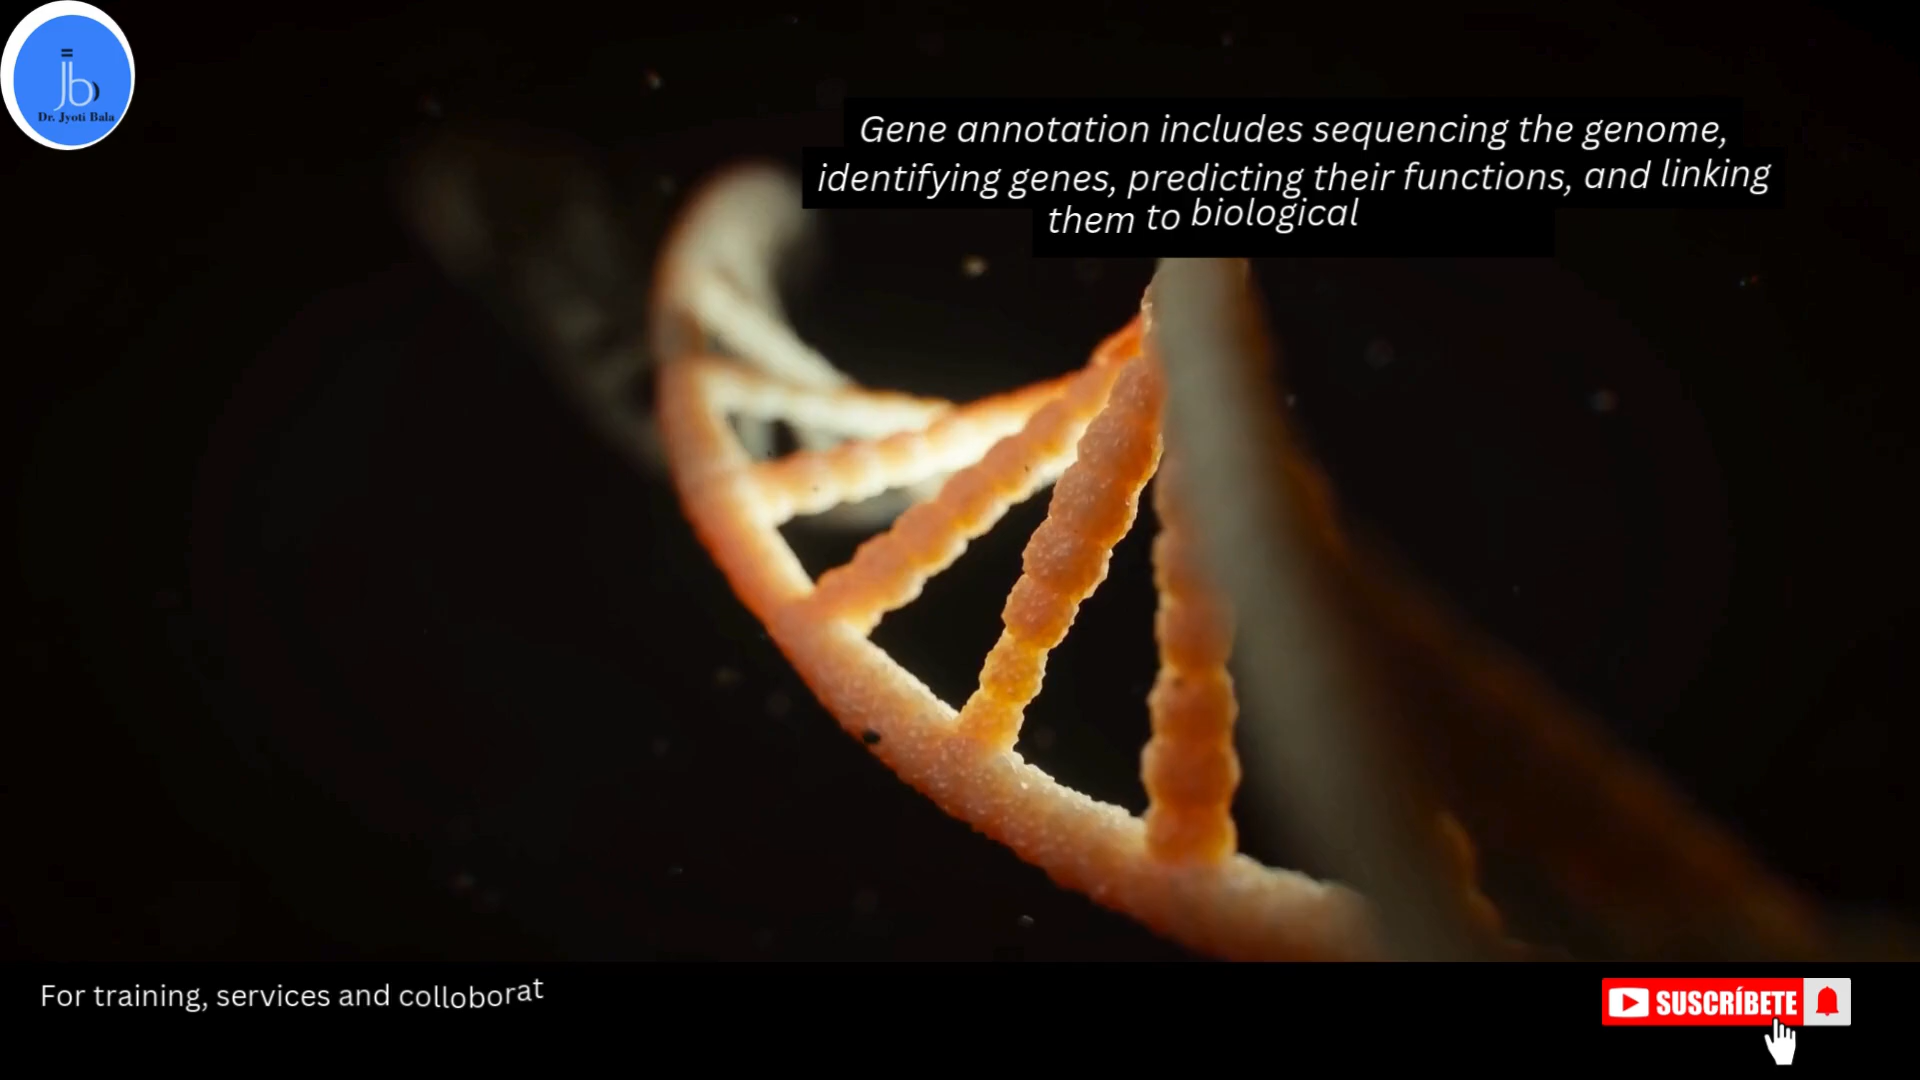 Dr. Jyoti Bala
Gene annotation includes sequencing the genome,
identifying genes, predicting their functions, and linking
them to biological
For training, services and colloborat
SUSCRÍBETE